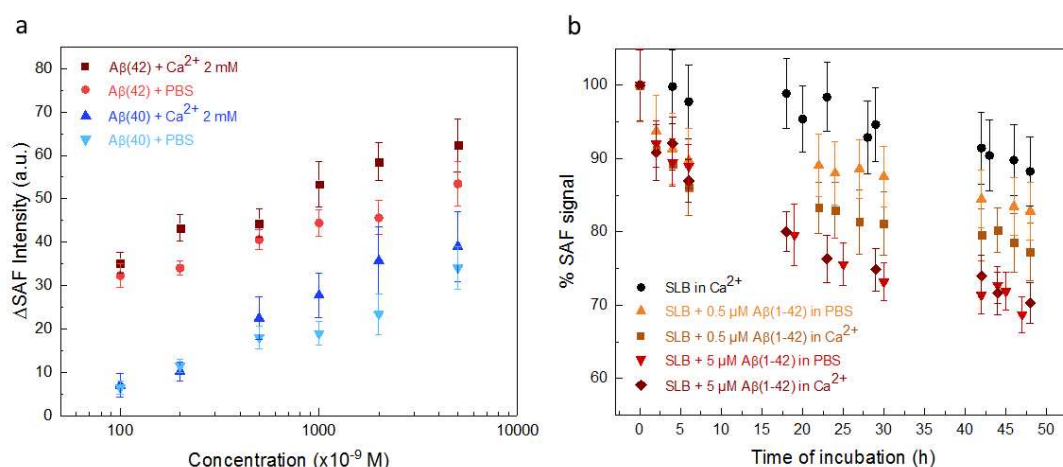 a
Aβ(42) + Ca²⁺ 2 mM
Aβ(42) + PBS
Aβ(40) + Ca²⁺ 2 mM
Aβ(40) + PBS
ΔSAF Intensity (a.u.)
80
70
60
50
40
30
20
10
0
100
1000
10000
Concentration (x10⁻⁹ M)
b
% SAF signal
100
90
80
70
60
SLB in Ca²⁺
SLB + 0.5 µM Aβ(1-42) in PBS
SLB + 0.5 µM Aβ(1-42) in Ca²⁺
SLB + 5 µM Aβ(1-42) in PBS
SLB + 5 µM Aβ(1-42) in Ca²⁺
0
5
10
15
20
25
30
35
40
45
50
Time of incubation (h)